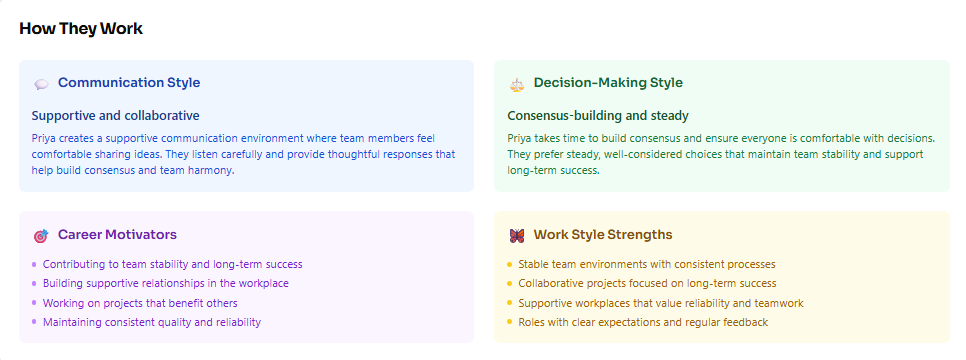 How They Work
Communication Style
Supportive and collaborative
Priya creates a supportive communication environment where team members feel
comfortable sharing ideas. They listen carefully and provide thoughtful responses that
help build consensus and team harmony.
Decision-Making Style
Consensus-building and steady
Priya takes time to build consensus and ensure everyone is comfortable with decisions.
They prefer steady, well-considered choices that maintain team stability and support
long-term success.
Career Motivators
Contributing to team stability and long-term success
Building supportive relationships in the workplace
Working on projects that benefit others
Maintaining consistent quality and reliability
Work Style Strengths
Stable team environments with consistent processes
Collaborative projects focused on long-term success
Supportive workplaces that value reliability and teamwork
Roles with clear expectations and regular feedback